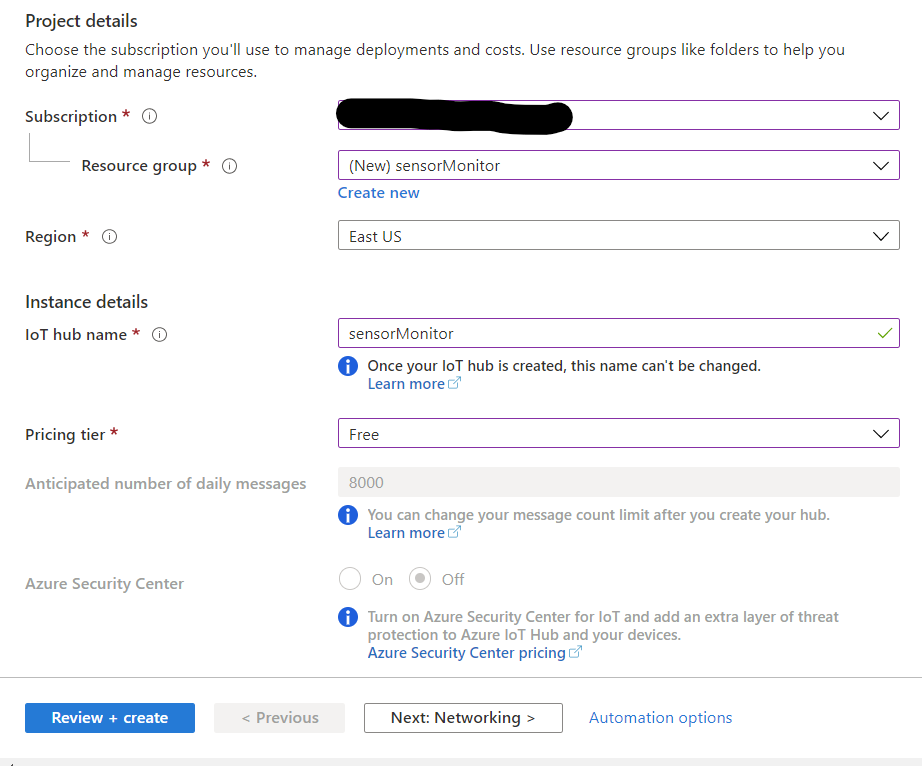 Project details
Choose the subscription you'll use to manage deployments and costs. Use resource groups like folders to help you
organize and manage resources.
Subscription *
Resource group *
(New) sensorMonitor
Create new
Region *
East US
Instance details
IoT hub name *
sensorMonitor
Once your IoT hub is created, this name can't be changed.
Learn more
Pricing tier *
Free
Anticipated number of daily messages
8000
You can change your message count limit after you create your hub.
Learn more
Azure Security Center
On
Off
Turn on Azure Security Center for IoT and add an extra layer of threat
protection to Azure IoT Hub and your devices.
Azure Security Center pricing
Review + create
< Previous
Next: Networking >
Automation options